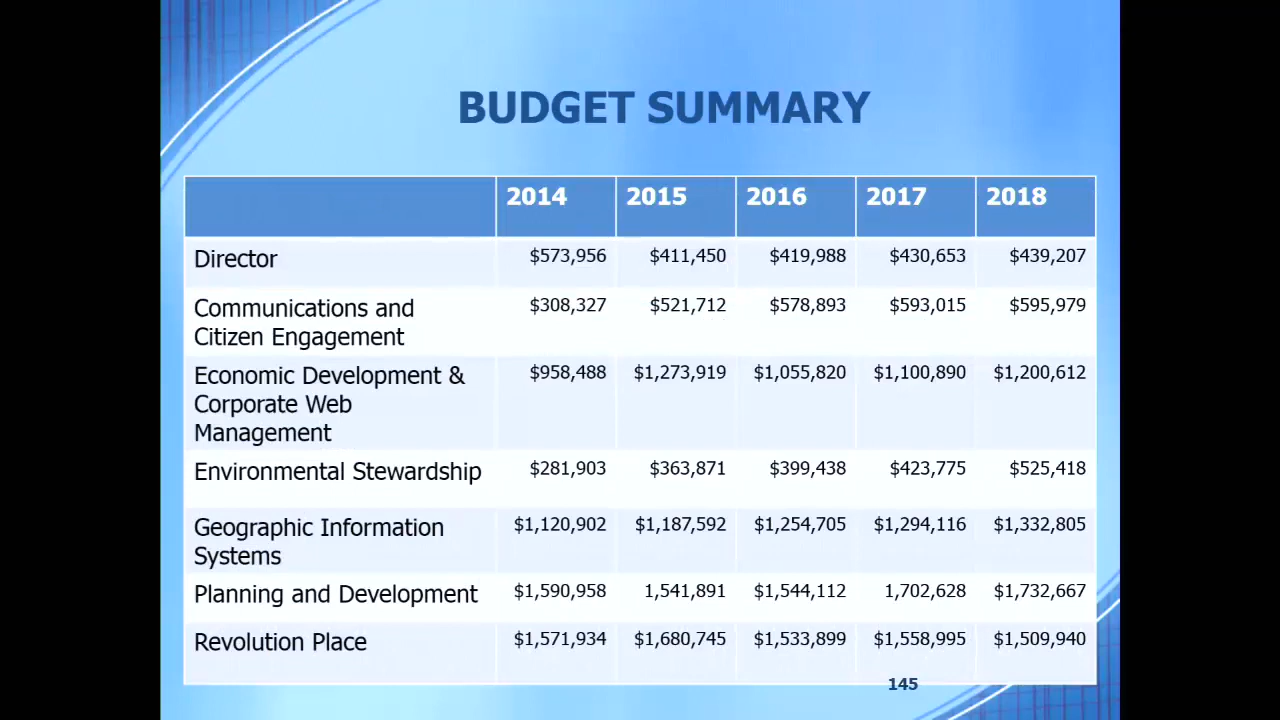 BUDGET SUMMARY
2014 2015 2016 2017 2018
Director $573,956 $411,450 $419,988 $430,653 $439,207
Communications and $308,327 $521,712 $578,893 $593,015 $595,979
Citizen Engagement
Economic Development & $958,488 $1,273,919 $1,055,820 $1,100,890 $1,200,612
Corporate Web
Management
Environmental Stewardship $281,903 $363,871 $399,438 $423,775 $525,418
Geographic Information $1,120,902 $1,187,592 $1,254,705 $1,294,116 $1,332,805
Systems
Planning and Development $1,590,958 1,541,891 $1,544,112 1,702,628 $1,732,667
Revolution Place $1,571,934 $1,680,745 $1,533,899 $1,558,995 $1,509,940
145